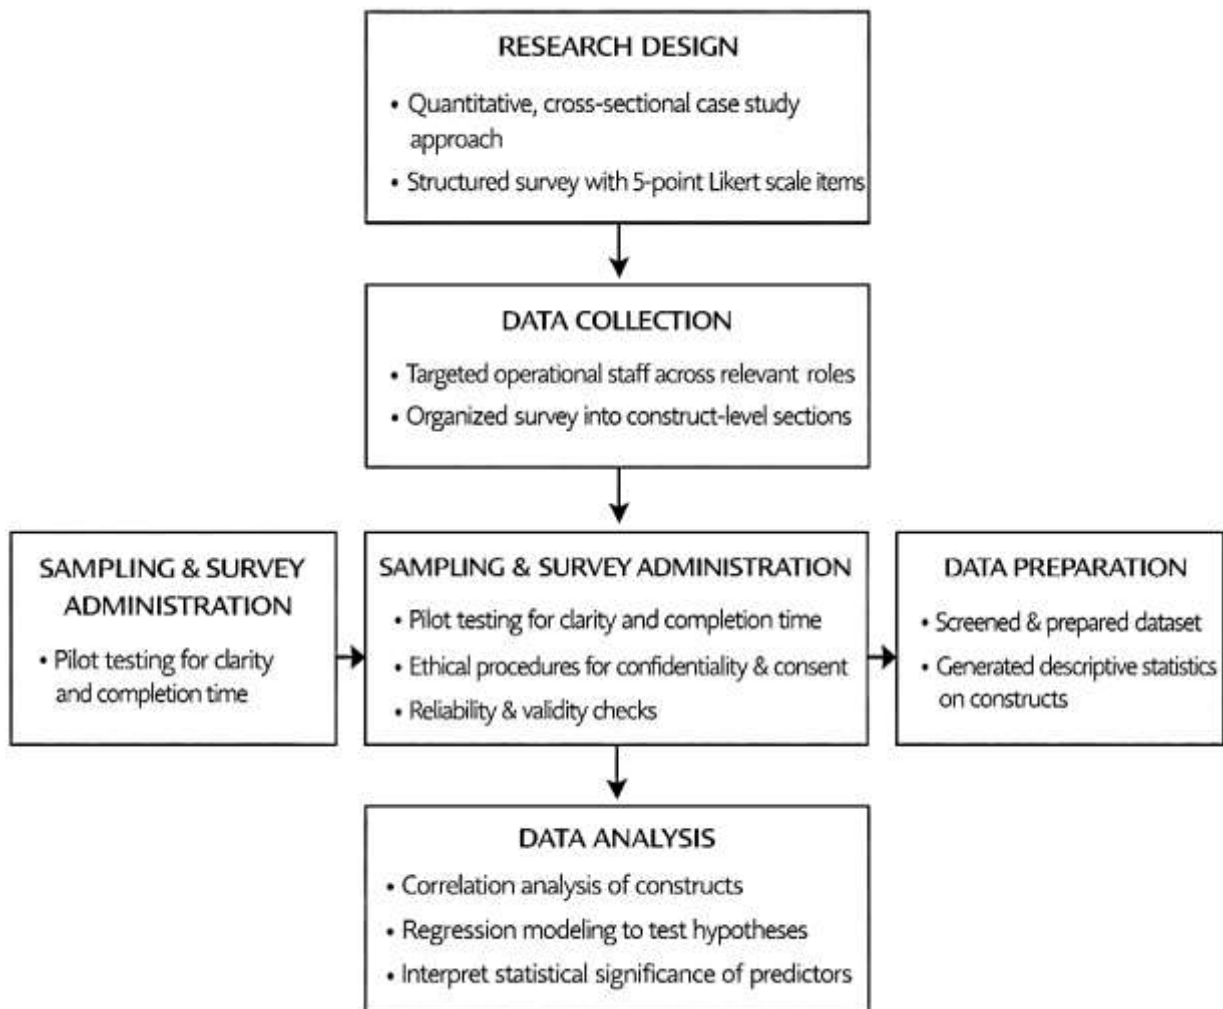 RESEARCH DESIGN
• Quantitative, cross-sectional case study
approach
• Structured survey with 5-point Likert scale items
DATA COLLECTION
• Targeted operational staff across relevant roles
• Organized survey into construct-level sections
SAMPLING & SURVEY
ADMINISTRATION
• Pilot testing for clarity
and completion time
SAMPLING & SURVEY ADMINISTRATION
• Pilot testing for clarity and completion time
• Ethical procedures for confidentiality & consent
• Reliability & validity checks
DATA PREPARATION
• Screened & prepared dataset
• Generated descriptive statistics
on constructs
DATA ANALYSIS
• Correlation analysis of constructs
• Regression modeling to test hypotheses
• Interpret statistical significance of predictors